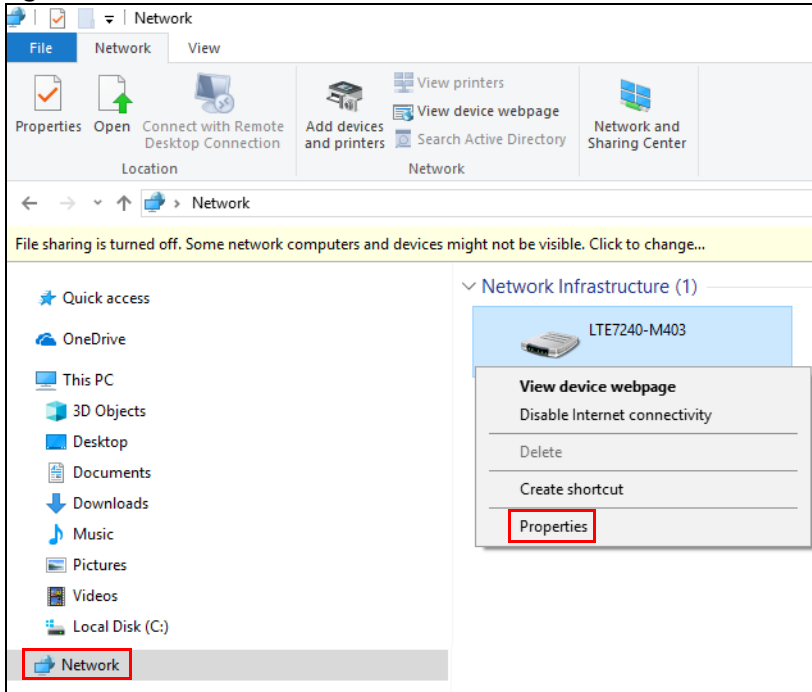 Network
File Network View
Properties
Open
Connect with Remote
Desktop Connection
Location
Add devices
and printers
View printers
View device webpage
Search Active Directory
Network
Network and
Sharing Center
Network
File sharing is turned off. Some network computers and devices might not be visible. Click to change...
Quick access
OneDrive
This PC
3D Objects
Desktop
Documents
Downloads
Music
Pictures
Videos
Local Disk (C:)
Network
Network Infrastructure (1)
LTE7240-M403
View device webpage
Disable Internet connectivity
Delete
Create shortcut
Properties